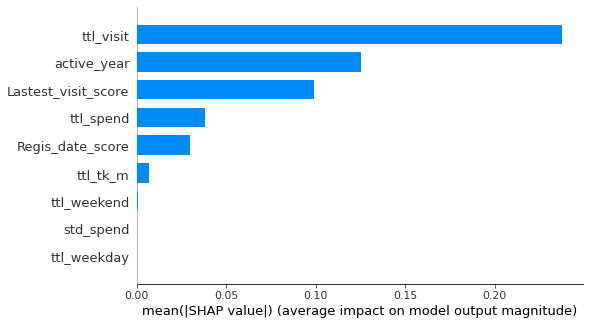 ttl_visit
active_year
Lastest_visit_score
ttl_spend
Regis_date_score
ttl_tk_m
ttl_weekend
std_spend
ttl_weekday
0.00 0.05 0.10 0.15 0.20
mean(|SHAP value|) (average impact on model output magnitude)